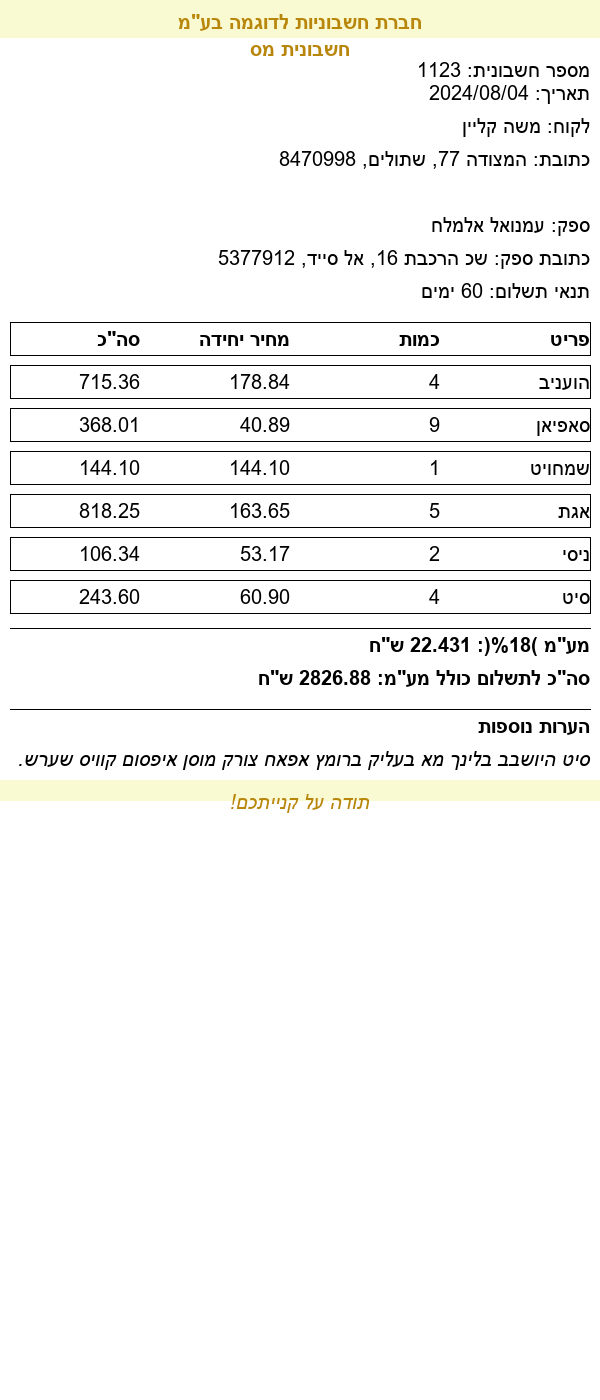 חברת חשבוניות לדוגמה בע"מ
חשבונית מס
מספר חשבונית: 1123
תאריך: 2024/08/04
לקוח: משה קליין
כתובת: המצודה 77, שתולים, 8470998
ספק: עמנואל אלמלח
כתובת ספק: שכ הרכבת 16, אל סייד, 5377912
תנאי תשלום: 60 ימים
פריט כמות מחיר יחידה סה"כ
הועניב 4 178.84 715.36
סאפיאן 9 40.89 368.01
שמחויט 1 144.10 144.10
אגת 5 163.65 818.25
ניסי 2 53.17 106.34
סיט 4 60.90 243.60
מע"מ )18%(: 22.431 ש"ח
סה"כ לתשלום כולל מע"מ: 2826.88 ש"ח
הערות נוספות
סיט היושבב בלינך מא בעליק ברומץ אפאח צורק מוסן איפסום קוויס שערש.
תודה על קנייתכם!